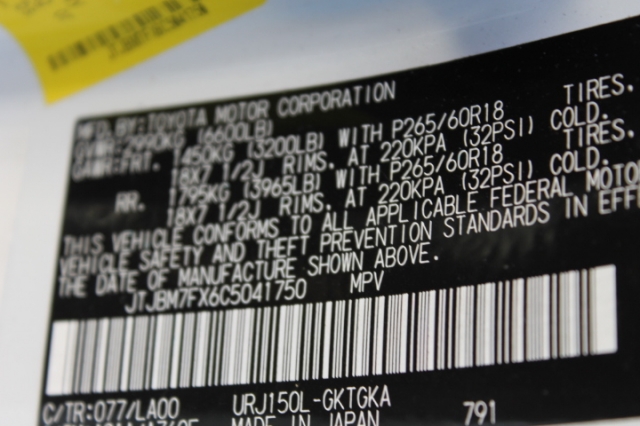 MFD.BY:TOYOTA MOTOR CORPORATION
GVWR:2990KG (6600LB)
GAWR:FRT. 1450KG (3200LB) WITH P265/60R18 TIRES.
18X7 1/2J RIMS. AT 220KPA (32PSI) COLD.
RR. 1795KG (3965LB) WITH P265/60R18 TIRES.
18X7 1/2J RIMS. AT 220KPA (32PSI) COLD.
THIS VEHICLE CONFORMS TO ALL APPLICABLE FEDERAL MOTO
VEHICLE SAFETY AND THEFT PREVENTION STANDARDS IN EFF
THE DATE OF MANUFACTURE SHOWN ABOVE.
JTJBM7FX6C5041750 MPV
C/TR:077/LA00 URJ150L-GKTGKA
MADE IN JAPAN 791